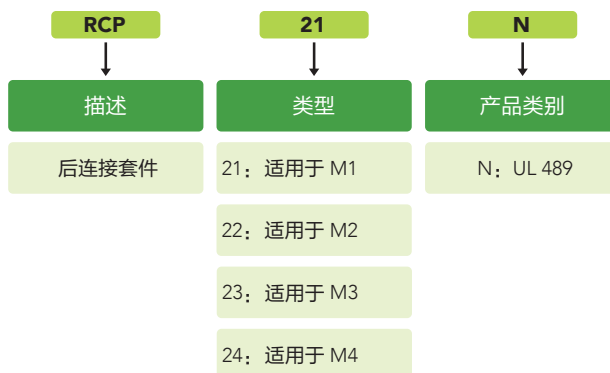 RCP 21 N
描述 类型 产品类别
后连接套件 21：适用于 M1 N：UL 489
22：适用于 M2
23：适用于 M3
24：适用于 M4